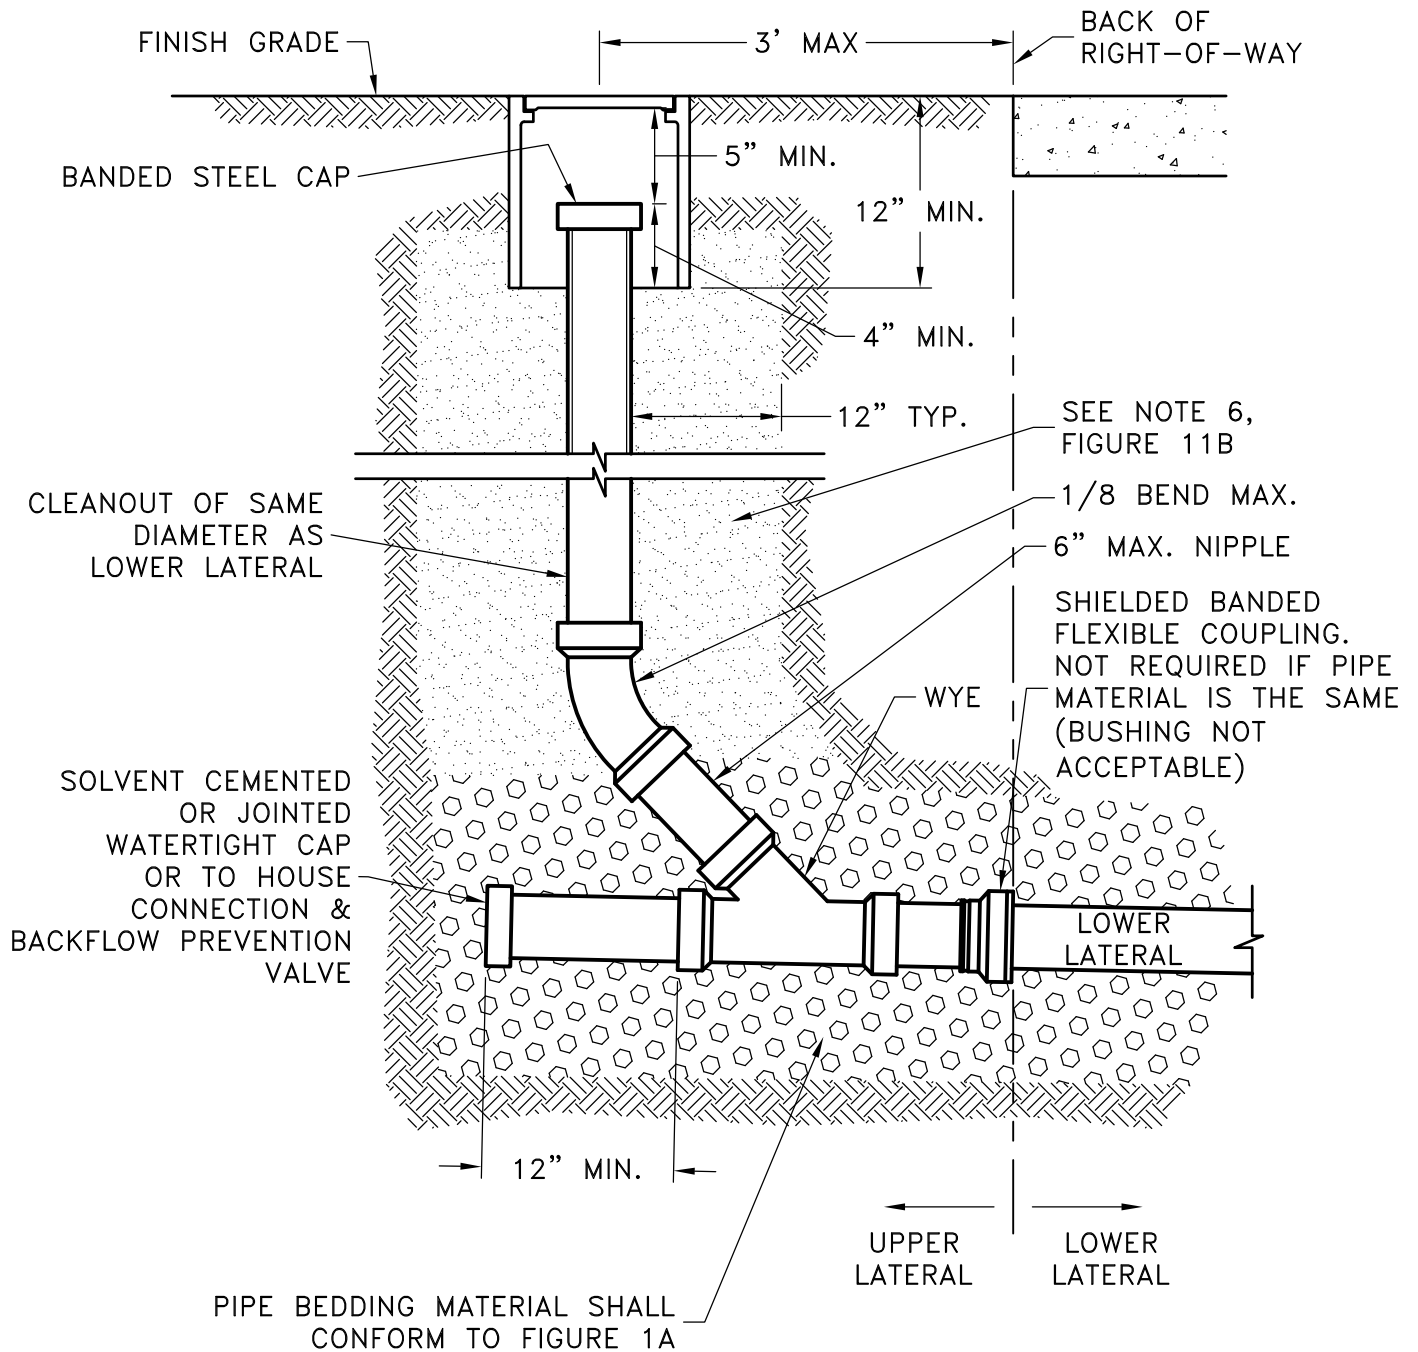 FINISH GRADE
3' MAX
BACK OF
RIGHT-OF-WAY
BANDED STEEL CAP
5" MIN.
12" MIN.
4" MIN.
12" TYP.
SEE NOTE 6,
FIGURE 11B
CLEANOUT OF SAME
DIAMETER AS
LOWER LATERAL
1/8 BEND MAX.
6" MAX. NIPPLE
SHIELDED BANDED
FLEXIBLE COUPLING.
NOT REQUIRED IF PIPE
MATERIAL IS THE SAME
(BUSHING NOT
ACCEPTABLE)
WYE
SOLVENT CEMENTED
OR JOINTED
WATERTIGHT CAP
OR TO HOUSE
CONNECTION &
BACKFLOW PREVENTION
VALVE
LOWER
LATERAL
12" MIN.
UPPER
LATERAL
LOWER
LATERAL
PIPE BEDDING MATERIAL SHALL
CONFORM TO FIGURE 1A